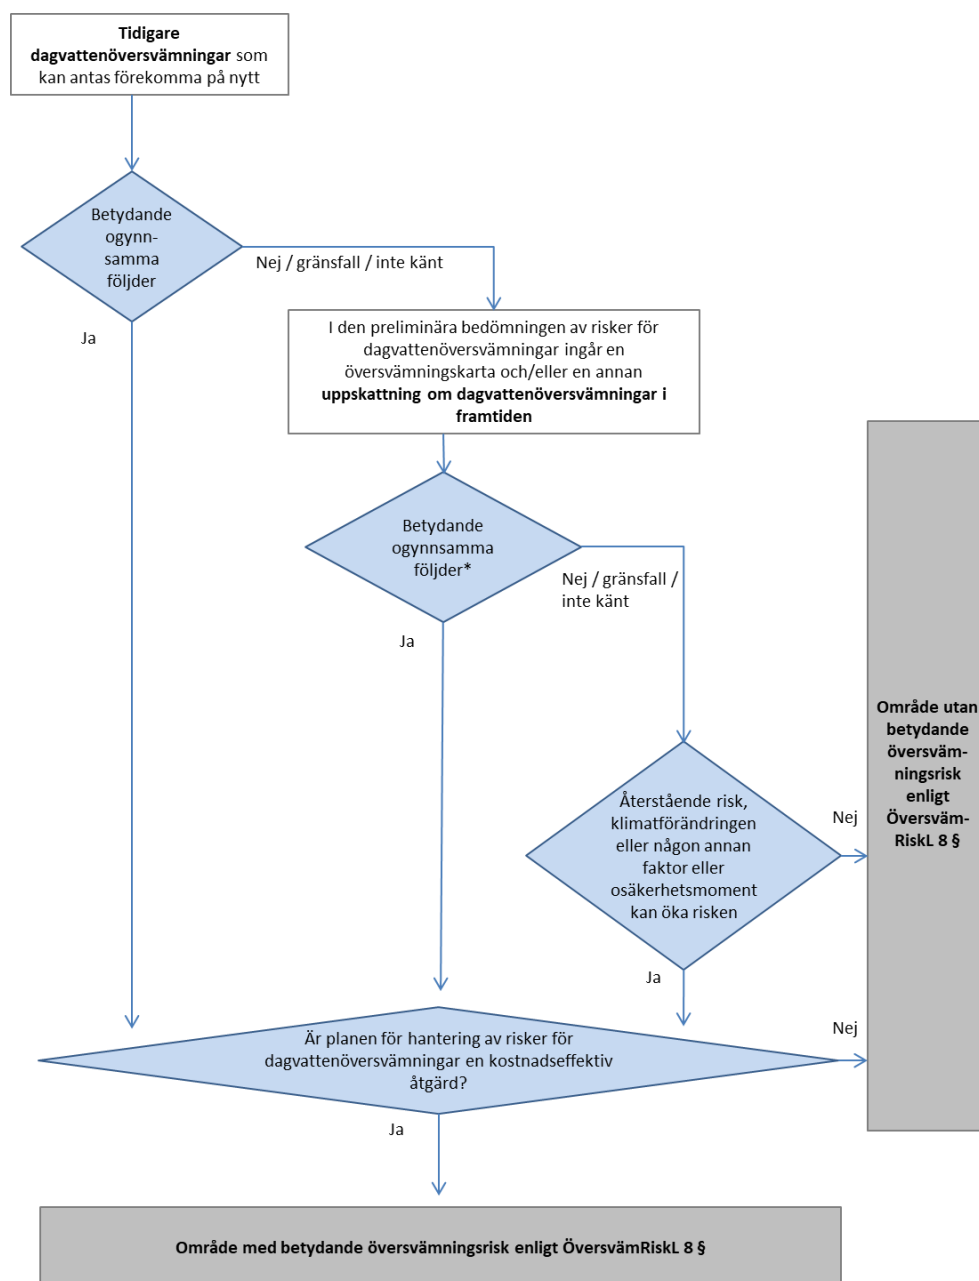 Tidigare
dagvattenöversvämningar som
kan antas förekomma på nytt
Betydande
ogynn-
samma
följder
Nej / gränsfall / inte känt
Ja
I den preliminära bedömningen av risker för
dagvattenöversvämningar ingår en
översvämningskarta och/eller en annan
uppskattning om dagvattenöversvämningar i
framtiden
Betydande
ogynnsamma
följder*
Nej / gränsfall /
inte känt
Ja
Återstående risk,
klimatförändringen
eller någon annan
faktor eller
osäkerhetsmoment
kan öka risken
Nej
Ja
Område utan
betydande
översväm-
ningsrisk
enligt
Översväm-
RiskL 8 §
Är planen för hantering av risker för
dagvattenöversvämningar en kostnadseffektiv
åtgärd?
Nej
Ja
Område med betydande översvämningsrisk enligt ÖversvämRiskL 8 §